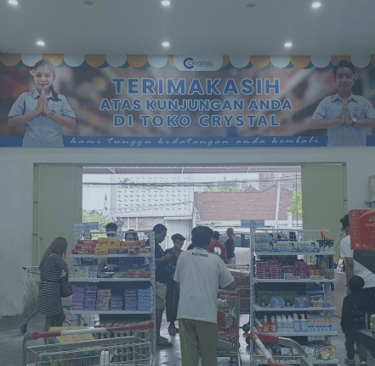 CRYSTAL
TERIMAKASIH
ATAS KUNJUNGAN ANDA
DI TOKO CRYSTAL
kami tunggu kedatangan anda kembali